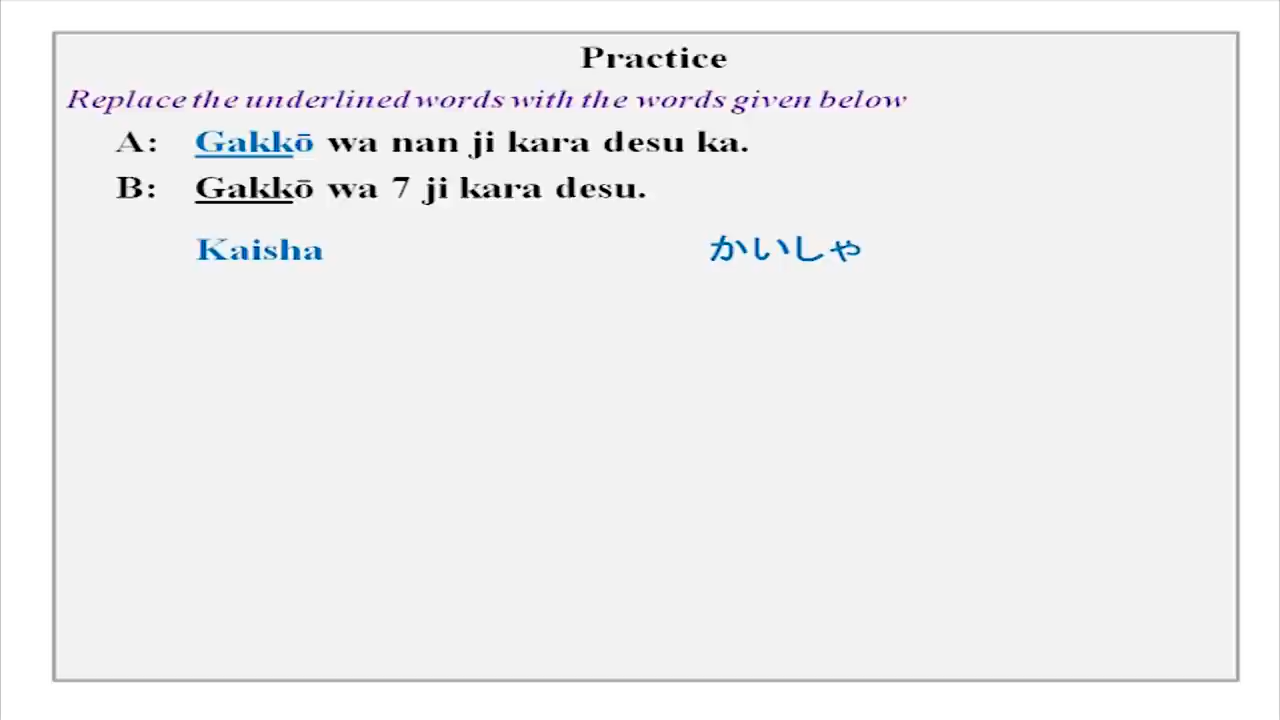 Practice
Replace the underlined words with the words given below
A: Gakkō wa nan ji kara desu ka.
B: Gakkō wa 7 ji kara desu.
Kaisha かいしゃ